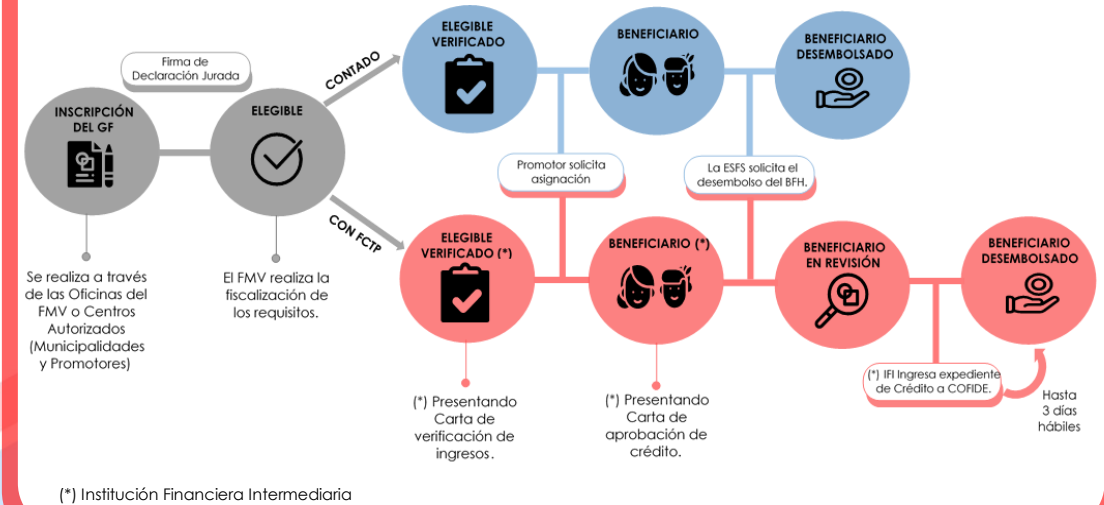 Firma de
Declaración Jurada
INSCRIPCIÓN
DEL GF
ELEGIBLE
CONTADO
CON FCTP
ELEGIBLE
VERIFICADO
BENEFICIARIO
BENEFICIARIO
DESEMBOLSADO
Promotor solicita
asignación
La ESFS solicita el
desembolso del BFH.
ELEGIBLE
VERIFICADO (*)
BENEFICIARIO (*)
BENEFICIARIO
EN REVISIÓN
BENEFICIARIO
DESEMBOLSADO
Se realiza a través
de las Oficinas del
FMV o Centros
Autorizados
(Municipalidades
y Promotores)
El FMV realiza la
fiscalización de
los requisitos.
(*) Presentando
Carta de
verificación de
ingresos.
(*) Presentando
Carta de
aprobación de
crédito.
(*) IFI Ingresa expediente
de Crédito a COFIDE.
Hasta
3 días
hábiles
(*) Institución Financiera Intermediaria